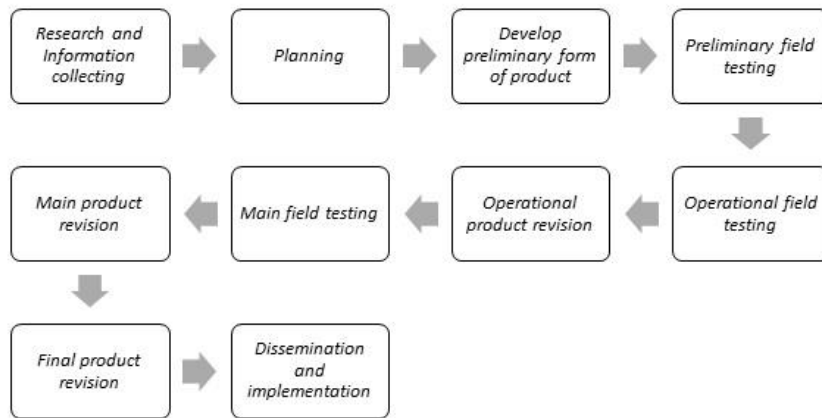 Research and
Information
collecting
Planning
Develop
preliminary form
of product
Preliminary field
testing
Operational field
testing
Operational
product revision
Main field testing
Main product
revision
Final product
revision
Dissemination
and
implementation